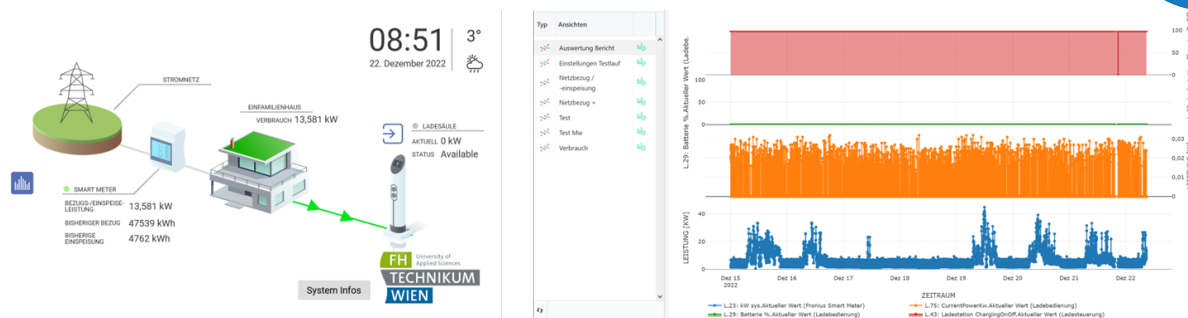 08:51
3°
22. Dezember 2022
STROMNETZ
EINFAMILIENHAUS
VERBRAUCH 13,581 kW
LADESÄULE
AKTUELL 0 kW
STATUS Available
SMART METER
BEZUGS-/EINSPEISE-
LEISTUNG 13,581 kW
BISHERIGER BEZUG 47539 kWh
BISHERIGE
EINSPEISUNG 4762 kWh
System Infos
FH University of
Applied Sciences
TECHNIKUM
WIEN
Typ Ansichten
Auswertung Bericht
Einstellungen Testlauf
Netzbezug /
-einspeisung
Netzbezug +
Test
Test Mw
Verbrauch
L.29: Batterie %.Aktueller Wert (Ladebe.
100
50
0
100
50
0
0,03
0,02
0,01
0
LEISTUNG [KW]
40
20
0
Dez 15
2022
Dez 16
Dez 17
Dez 18
Dez 19
Dez 20
Dez 21
Dez 22
ZEITRAUM
L.23: kW sys.Aktueller Wert (Fronius Smart Meter)
L.75: CurrentPowerKw.Aktueller Wert (Ladebedienung)
L.29: Batterie %.Aktueller Wert (Ladebedienung)
L.43: Ladestation ChargingOnOff.Aktueller Wert (Ladesteuerung)